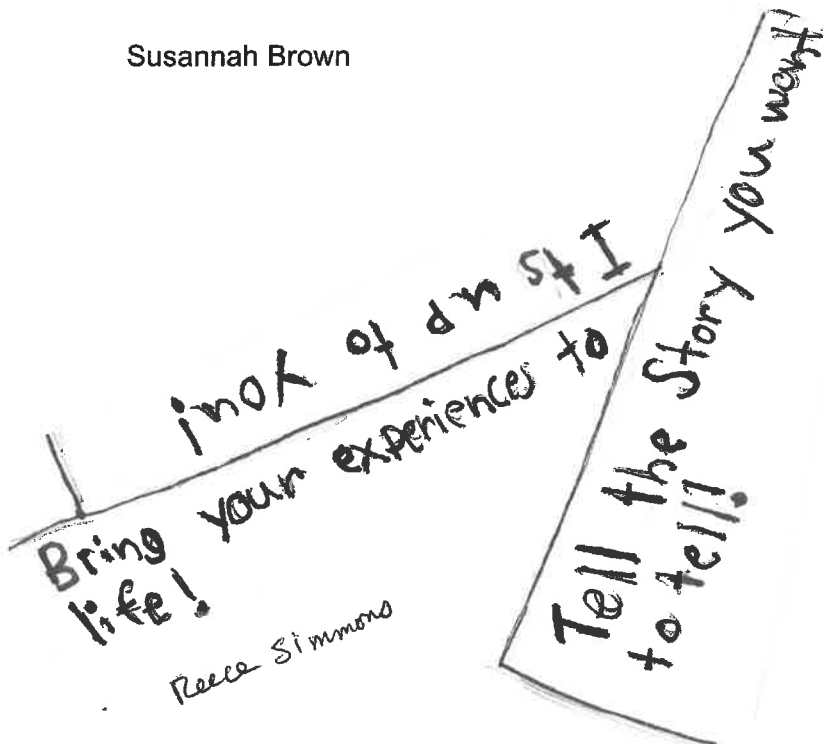 Susannah Brown
Its up to you!
Bring your experiences to
life!
Reece Simmons
Tell the Story you want
to tell!